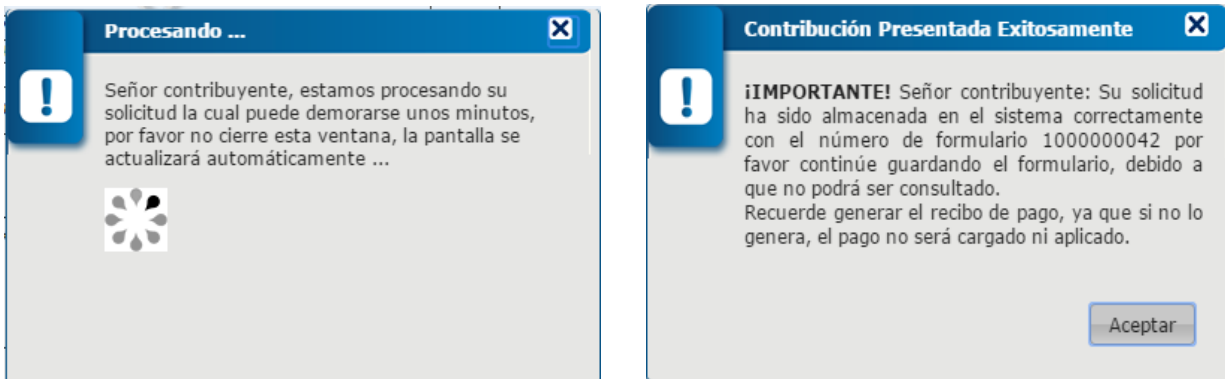 Procesando ...
Señor contribuyente, estamos procesando su
solicitud la cual puede demorarse unos minutos,
por favor no cierre esta ventana, la pantalla se
actualizará automáticamente ...
Contribución Presentada Exitosamente
¡IMPORTANTE! Señor contribuyente: Su solicitud
ha sido almacenada en el sistema correctamente
con el número de formulario 1000000042 por
favor continúe guardando el formulario, debido a
que no podrá ser consultado.
Recuerde generar el recibo de pago, ya que si no lo
genera, el pago no será cargado ni aplicado.
Aceptar